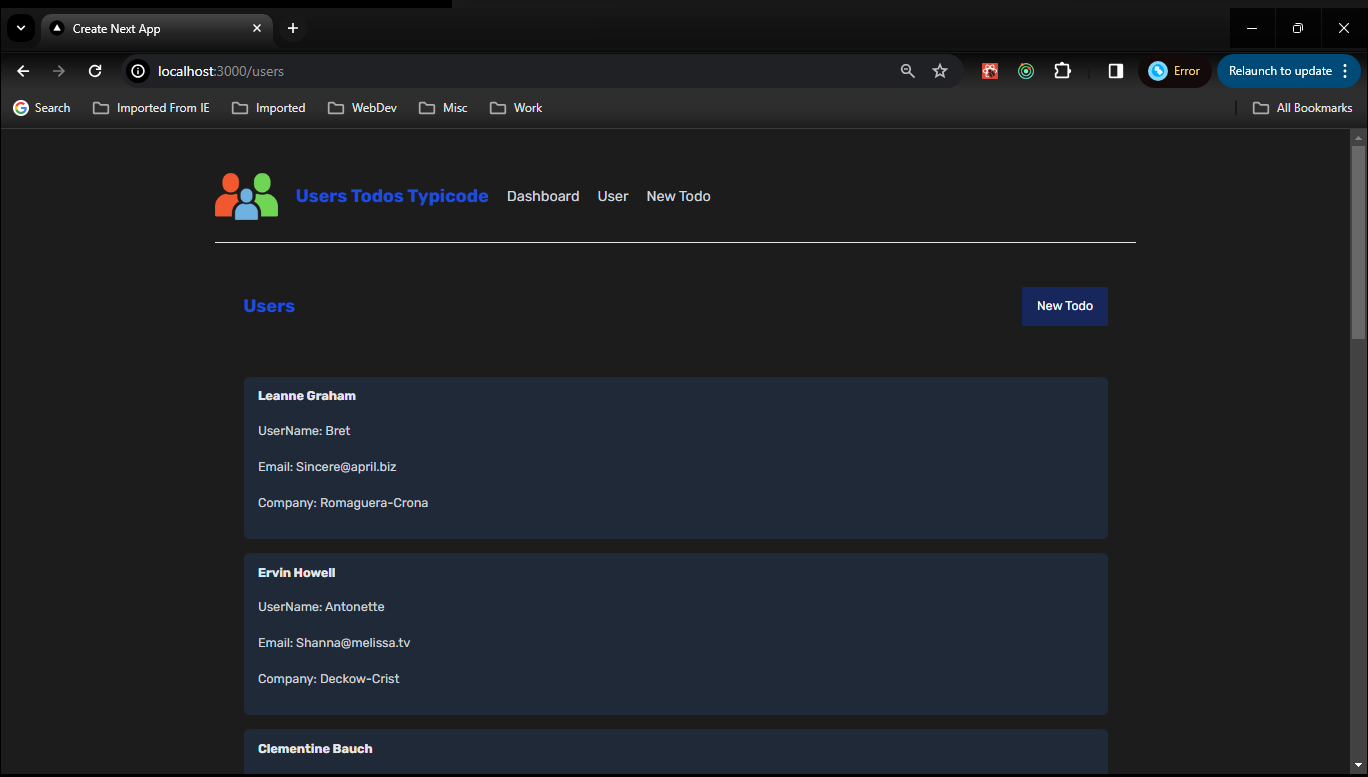 Create Next App
localhost:3000/users
Error
Relaunch to update
Search Imported From IE Imported WebDev Misc Work All Bookmarks
Users Todos Typicode Dashboard User New Todo
Users New Todo
Leanne Graham
UserName: Bret
Email: Sincere@april.biz
Company: Romaguera-Crona
Ervin Howell
UserName: Antonette
Email: Shanna@melissa.tv
Company: Deckow-Crist
Clementine Bauch